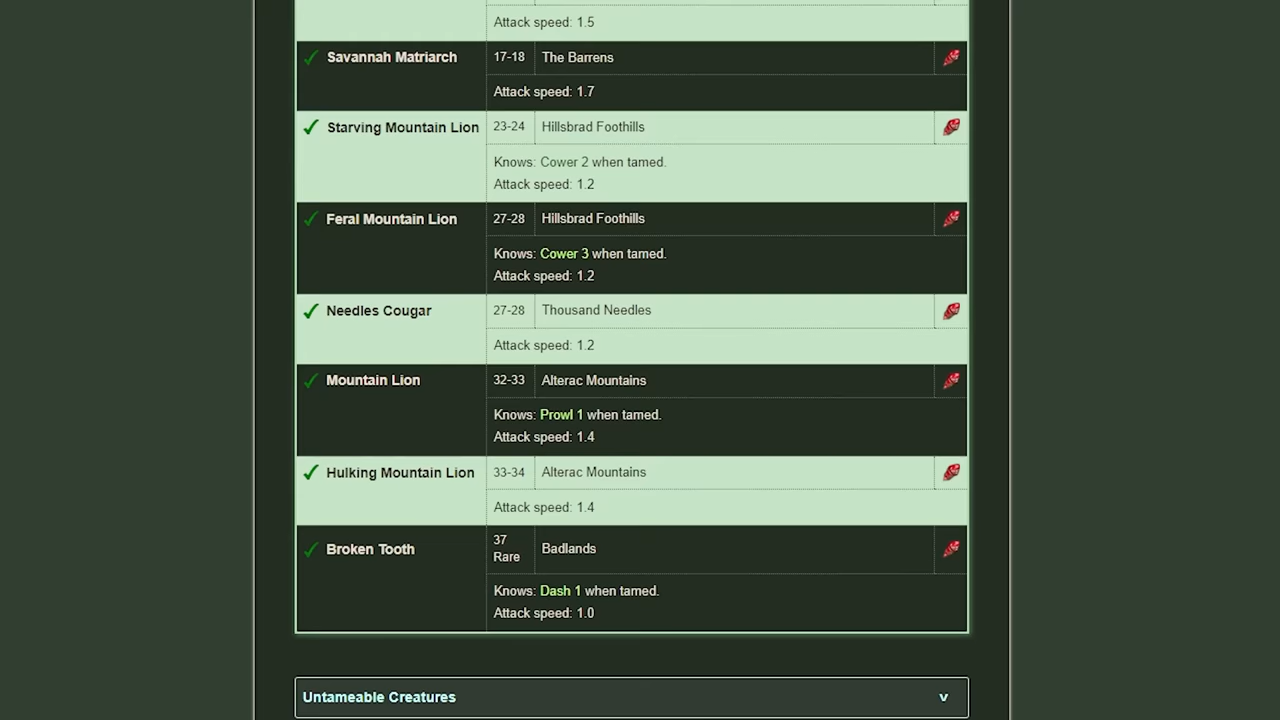 Attack speed: 1.5
Savannah Matriarch 17-18 The Barrens
Attack speed: 1.7
Starving Mountain Lion 23-24 Hillsbrad Foothills
Knows: Cower 2 when tamed.
Attack speed: 1.2
Feral Mountain Lion 27-28 Hillsbrad Foothills
Knows: Cower 3 when tamed.
Attack speed: 1.2
Needles Cougar 27-28 Thousand Needles
Attack speed: 1.2
Mountain Lion 32-33 Alterac Mountains
Knows: Prowl 1 when tamed.
Attack speed: 1.4
Hulking Mountain Lion 33-34 Alterac Mountains
Attack speed: 1.4
Broken Tooth 37 Rare Badlands
Knows: Dash 1 when tamed.
Attack speed: 1.0
Untameable Creatures v